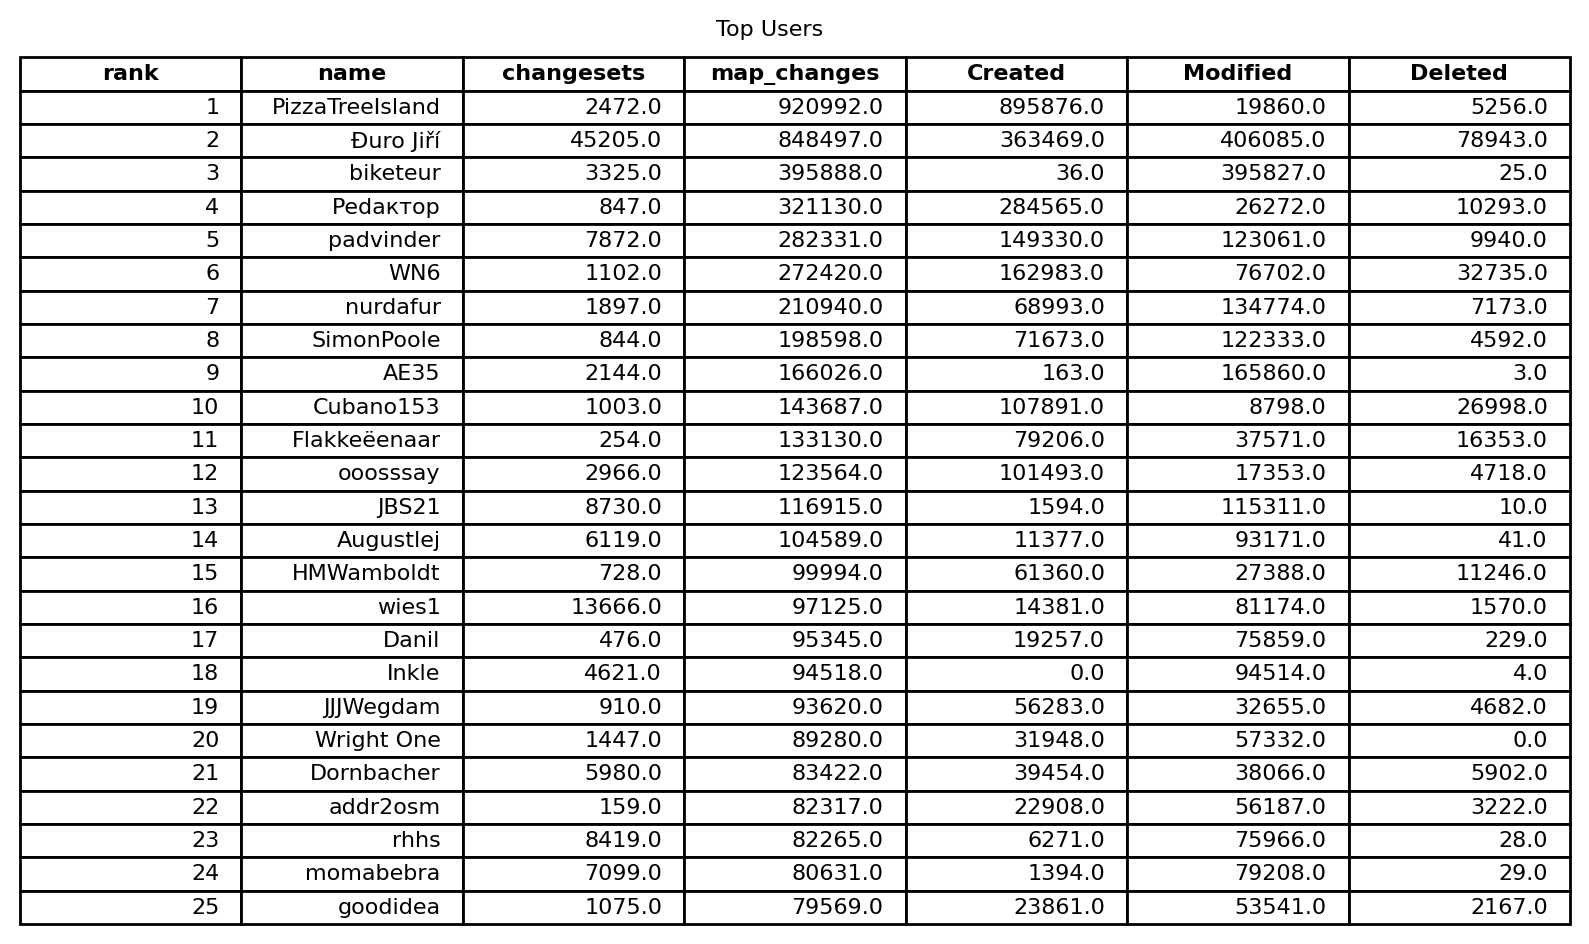 Top Users
rank name changesets map_changes Created Modified Deleted
1 PizzaTreeIsland 2472.0 920992.0 895876.0 19860.0 5256.0
2 Ðuro Jiří 45205.0 848497.0 363469.0 406085.0 78943.0
3 biketeur 3325.0 395888.0 36.0 395827.0 25.0
4 Pedaктор 847.0 321130.0 284565.0 26272.0 10293.0
5 padvinder 7872.0 282331.0 149330.0 123061.0 9940.0
6 WN6 1102.0 272420.0 162983.0 76702.0 32735.0
7 nurdafur 1897.0 210940.0 68993.0 134774.0 7173.0
8 SimonPoole 844.0 198598.0 71673.0 122333.0 4592.0
9 AE35 2144.0 166026.0 163.0 165860.0 3.0
10 Cubano153 1003.0 143687.0 107891.0 8798.0 26998.0
11 Flakkeëenaar 254.0 133130.0 79206.0 37571.0 16353.0
12 ooosssay 2966.0 123564.0 101493.0 17353.0 4718.0
13 JBS21 8730.0 116915.0 1594.0 115311.0 10.0
14 Augustlej 6119.0 104589.0 11377.0 93171.0 41.0
15 HMWamboldt 728.0 99994.0 61360.0 27388.0 11246.0
16 wies1 13666.0 97125.0 14381.0 81174.0 1570.0
17 Danil 476.0 95345.0 19257.0 75859.0 229.0
18 Inkle 4621.0 94518.0 0.0 94514.0 4.0
19 JJJWegdam 910.0 93620.0 56283.0 32655.0 4682.0
20 Wright One 1447.0 89280.0 31948.0 57332.0 0.0
21 Dornbacher 5980.0 83422.0 39454.0 38066.0 5902.0
22 addr2osm 159.0 82317.0 22908.0 56187.0 3222.0
23 rhhs 8419.0 82265.0 6271.0 75966.0 28.0
24 momabebra 7099.0 80631.0 1394.0 79208.0 29.0
25 goodidea 1075.0 79569.0 23861.0 53541.0 2167.0